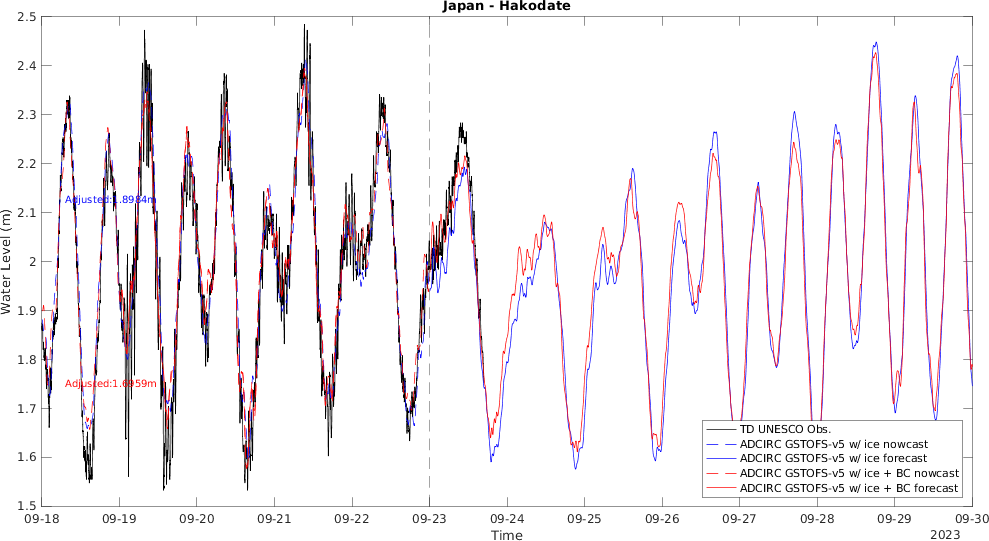 Japan - Hakodate
2.5
2.4
2.3
2.2
2.1
2
1.9
1.8
1.7
1.6
1.5
Water Level (m)
Adjusted:1.8984m
Adjusted:1.6959m
TD UNESCO Obs.
ADCIRC GSTOFS-v5 w/ ice nowcast
ADCIRC GSTOFS-v5 w/ ice forecast
ADCIRC GSTOFS-v5 w/ ice + BC nowcast
ADCIRC GSTOFS-v5 w/ ice + BC forecast
09-18 09-19 09-20 09-21 09-22 09-23 09-24 09-25 09-26 09-27 09-28 09-29 09-30
Time
2023